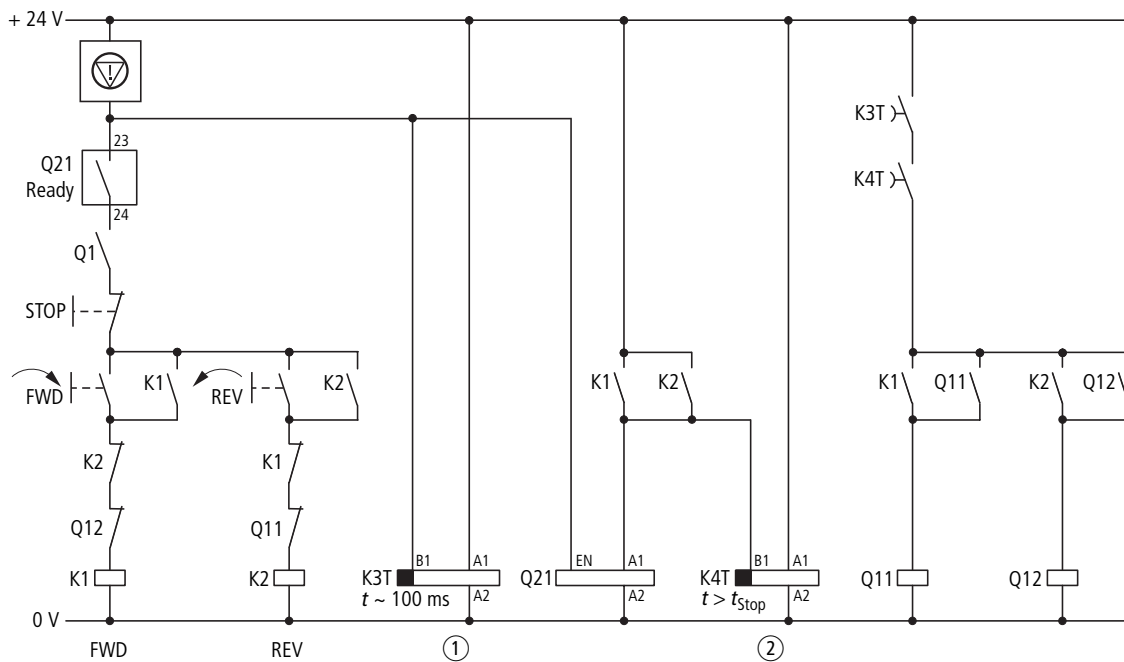 + 24 V
!
23
Q21
Ready
24
Q1
STOP
FWD
K1
REV
K2
K2
Q12
K1
K1
Q11
K2
K3T
B1
A1
A2
t ~ 100 ms
Q21
EN
A1
A2
K1
K2
K4T
B1
A1
A2
t > tStop
K3T
K4T
K1
Q11
K2
Q12
Q11
Q12
0 V
FWD
REV
1
2